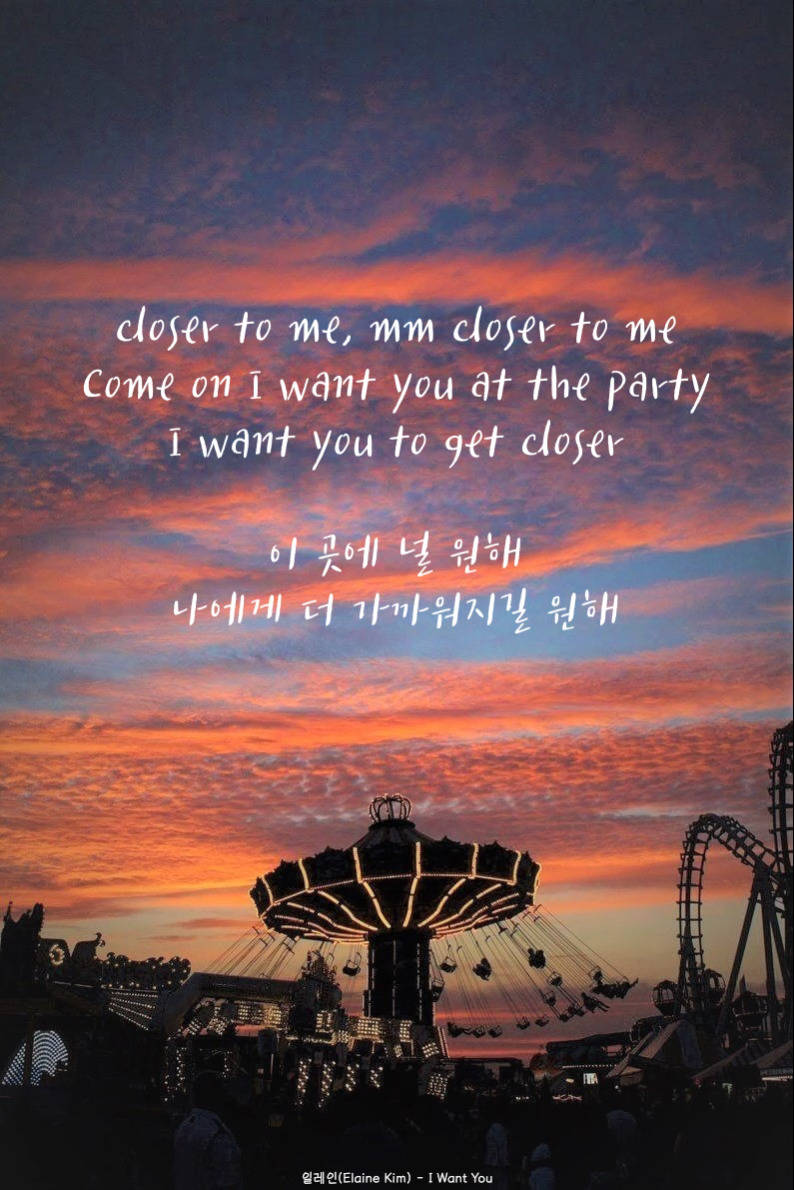 closer to me, mm closer to me
Come on I want you at the party
I want you to get closer
이 곳에 널 원해
나에게 더 가까워지길 원해
일레인(Elaine Kim) - I Want You